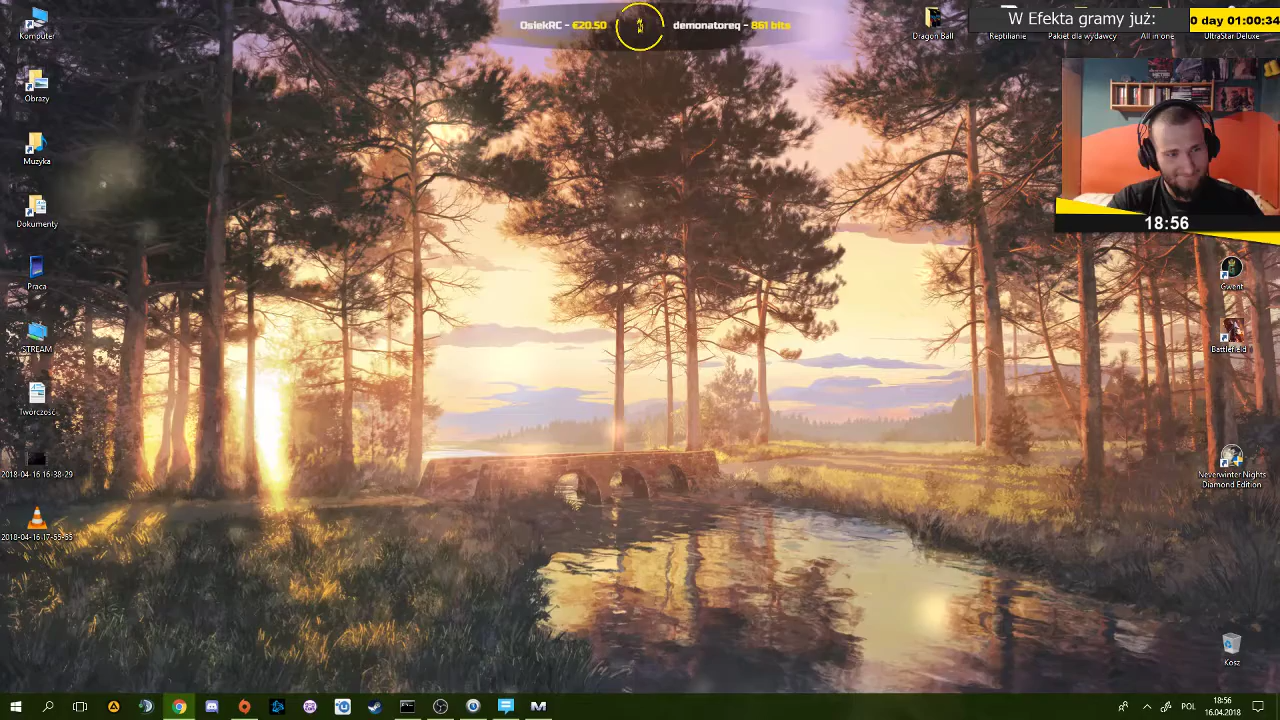 OsiekRC - €20.50
demonatoreq - 861 bits
W Efekta gramy już:
0 day 01:00:34
Komputer
Obrazy
Muzyka
Dokumenty
Praca
STREAM
Twórczość
2018-04-16 16-38-29
2018-04-16 17-55-55
Dragon Ball
Reptilianie
Pakiet dla wydawcy
All in one
UltraStar Deluxe
18:56
Gwent
Battlefield
Neverwinter Nights
Diamond Edition
Kosz
POL
18:56
16.04.2018